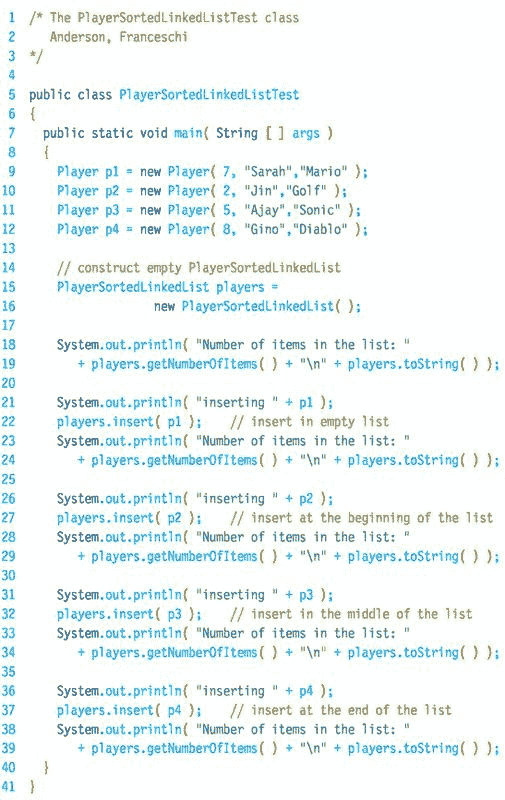 1 /* The PlayerSortedLinkedListTest class
2 Anderson, Franceschi
3 */
4
5 public class PlayerSortedLinkedListTest
6 {
7 public static void main( String [ ] args )
8 {
9 Player p1 = new Player( 7, "Sarah","Mario" );
10 Player p2 = new Player( 2, "Jin","Golf" );
11 Player p3 = new Player( 5, "Ajay","Sonic" );
12 Player p4 = new Player( 8, "Gino","Diablo" );
13
14 // construct empty PlayerSortedLinkedList
15 PlayerSortedLinkedList players =
16 new PlayerSortedLinkedList( );
17
18 System.out.println( "Number of items in the list: "
19 + players.getNumberOfItems( ) + "\n" + players.toString( ) );
20
21 System.out.println( "inserting " + p1 );
22 players.insert( p1 ); // insert in empty list
23 System.out.println( "Number of items in the list: "
24 + players.getNumberOfItems( ) + "\n" + players.toString( ) );
25
26 System.out.println( "inserting " + p2 );
27 players.insert( p2 ); // insert at the beginning of the list
28 System.out.println( "Number of items in the list: "
29 + players.getNumberOfItems( ) + "\n" + players.toString( ) );
30
31 System.out.println( "inserting " + p3 );
32 players.insert( p3 ); // insert in the middle of the list
33 System.out.println( "Number of items in the list: "
34 + players.getNumberOfItems( ) + "\n" + players.toString( ) );
35
36 System.out.println( "inserting " + p4 );
37 players.insert( p4 ); // insert at the end of the list
38 System.out.println( "Number of items in the list: "
39 + players.getNumberOfItems( ) + "\n" + players.toString( ) );
40 }
41 }